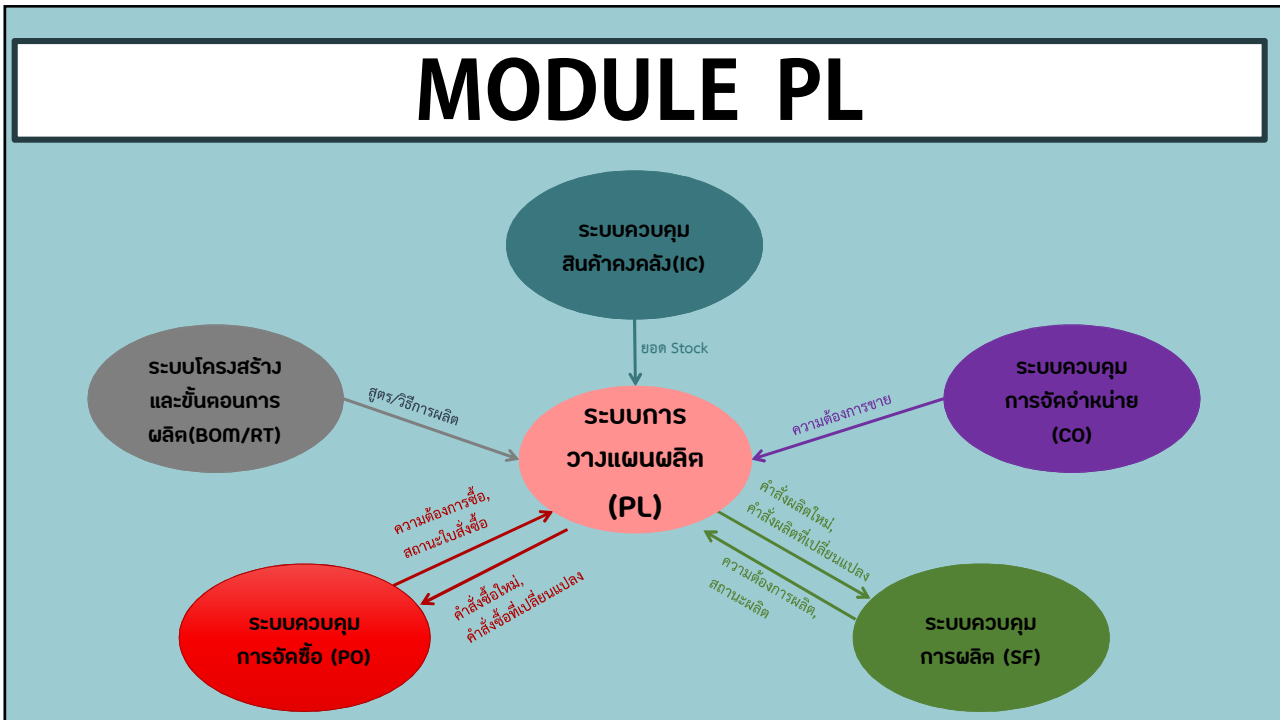 MODULE PL
ระบบควบคุม
สินค้าคงคลัง(IC)
ยอด Stock
ระบบโครงสร้าง
และขั้นตอนการ
ผลิต(BOM/RT)
สูตร/วิธีการผลิต
ระบบการ
วางแผนผลิต
(PL)
ความต้องการขาย
ระบบควบคุม
การจัดจำหน่าย
(CO)
ความต้องการซื้อ,
สถานะใบสั่งซื้อ
คำสั่งซื้อใหม่,
คำสั่งซื้อที่เปลี่ยนแปลง
คำสั่งผลิตใหม่,
คำสั่งผลิตที่เปลี่ยนแปลง
ความต้องการผลิต,
สถานะผลิต
ระบบควบคุม
การจัดซื้อ (PO)
ระบบควบคุม
การผลิต (SF)